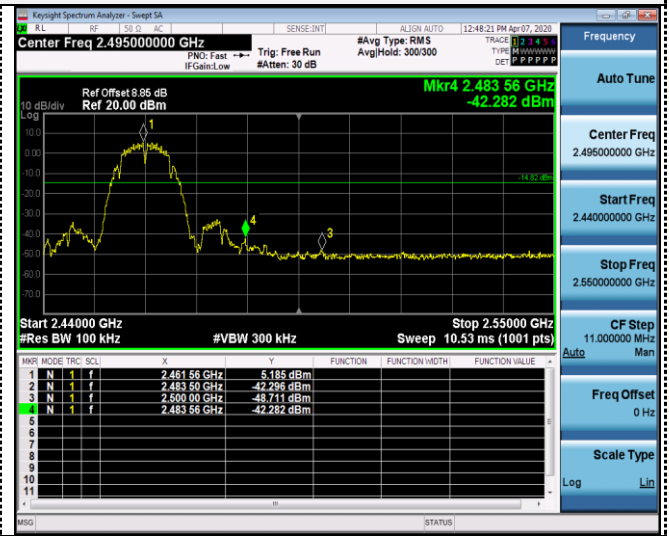 Keysight Spectrum Analyzer - Swept SA
RL RF 50 Ω AC SENSE:INT ALIGN AUTO 12:48:21 PM Apr 07, 2020
Center Freq 2.495000000 GHz
PNO: Fast
IFGain:Low
Trig: Free Run
#Atten: 30 dB
#Avg Type: RMS
Avg|Hold: 300/300
TRACE 1 2 3 4 5 6
TYPE M W W W W W
DET P P P P P P
Ref Offset 8.85 dB
10 dB/div Ref 20.00 dBm
Log
Mkr4 2.483 56 GHz
-42.282 dBm
10.0
0.00
-10.0
-20.0
-30.0
-40.0
-50.0
-60.0
-70.0
1
4
3
-14.82 dBm
Start 2.44000 GHz Stop 2.55000 GHz
#Res BW 100 kHz #VBW 300 kHz Sweep 10.53 ms (1001 pts)
MKR MODE TRC SCL X Y FUNCTION FUNCTION WIDTH FUNCTION VALUE
1 N 1 f 2.461 56 GHz 5.185 dBm
2 N 1 f 2.483 50 GHz -42.296 dBm
3 N 1 f 2.500 00 GHz -48.711 dBm
4 N 1 f 2.483 56 GHz -42.282 dBm
5
6
7
8
9
10
11
MSG STATUS
Frequency
Auto Tune
Center Freq
2.495000000 GHz
Start Freq
2.440000000 GHz
Stop Freq
2.550000000 GHz
CF Step
11.000000 MHz
Auto Man
Freq Offset
0 Hz
Scale Type
Log Lin